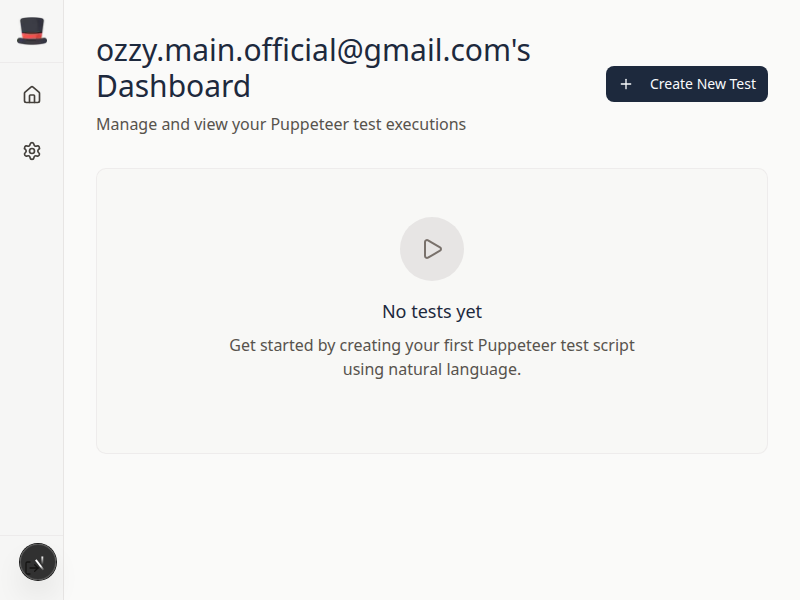 ozzy.main.official@gmail.com's
Dashboard
Create New Test
Manage and view your Puppeteer test executions
No tests yet
Get started by creating your first Puppeteer test script
using natural language.